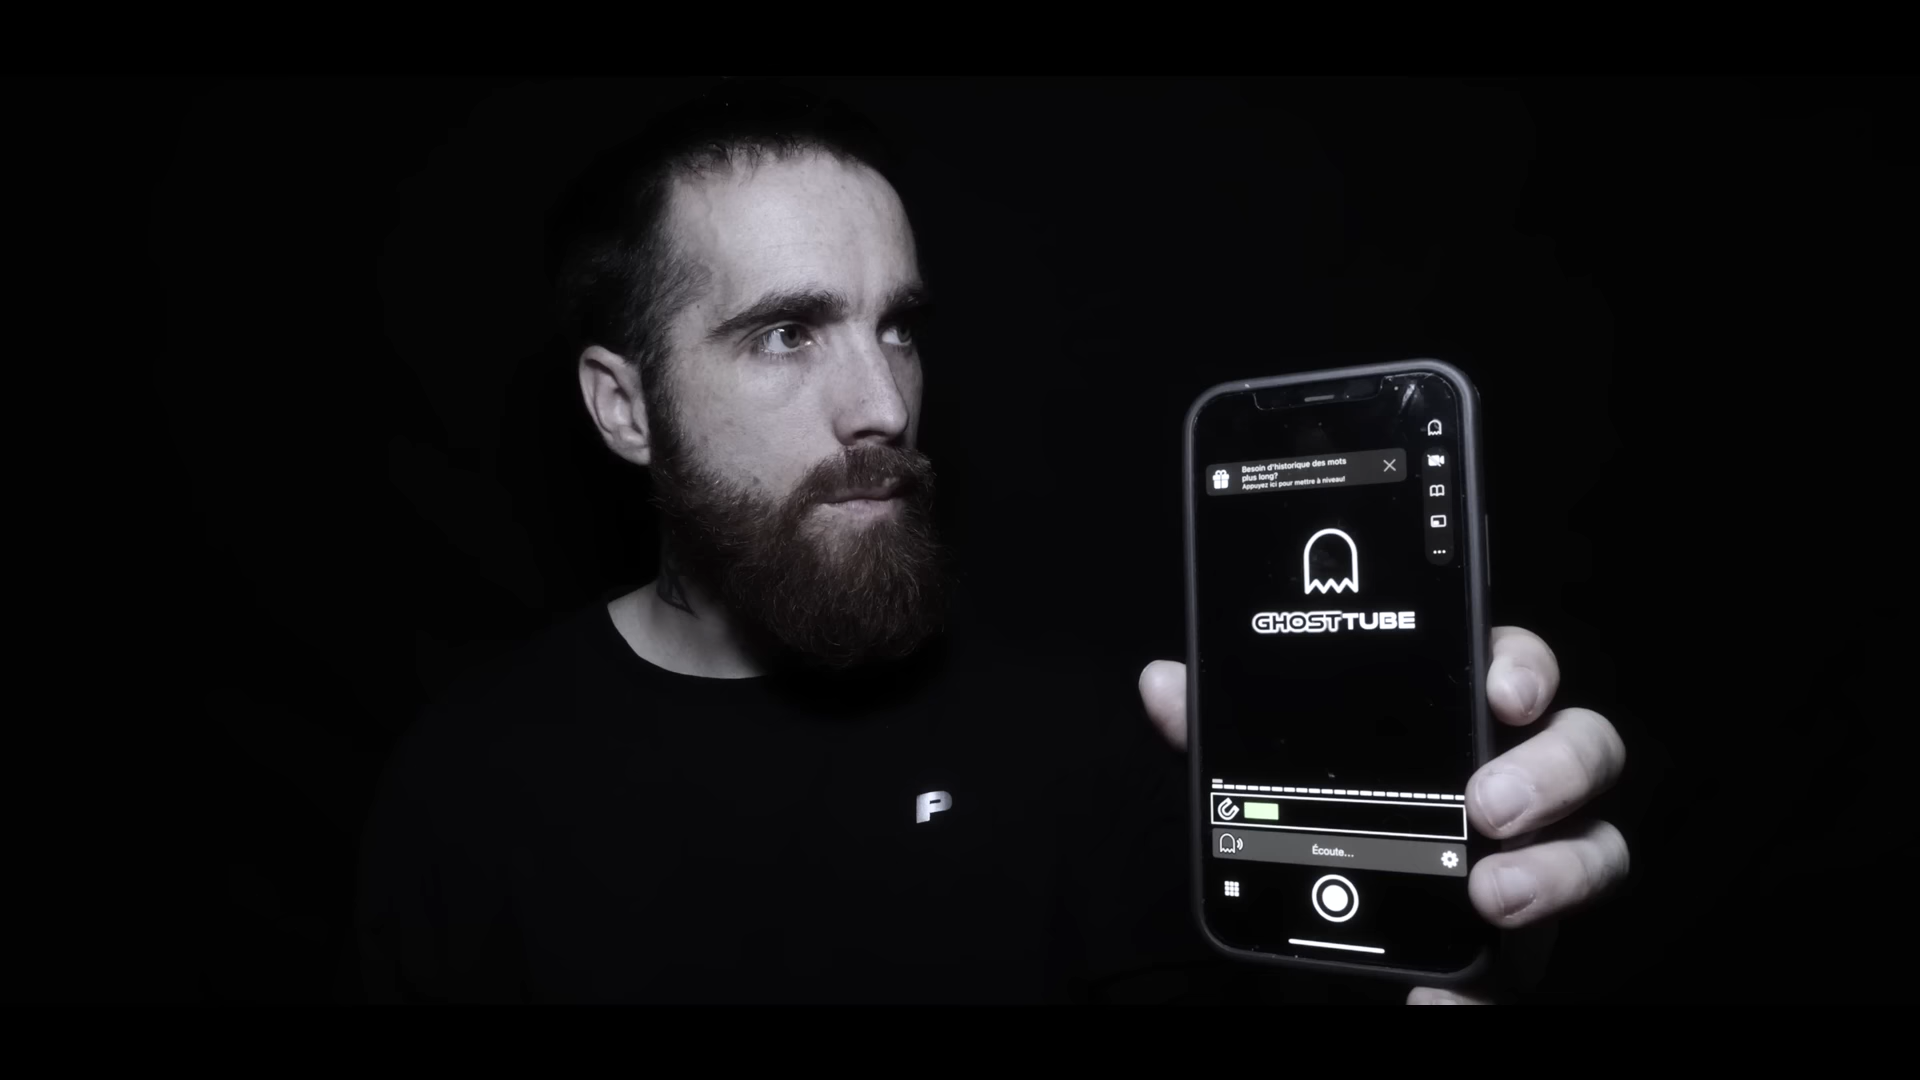 P
Besoin d'historique des mots
plus long?
Appuyez ici pour mettre à niveau!
GHOSTTUBE
Écoute...